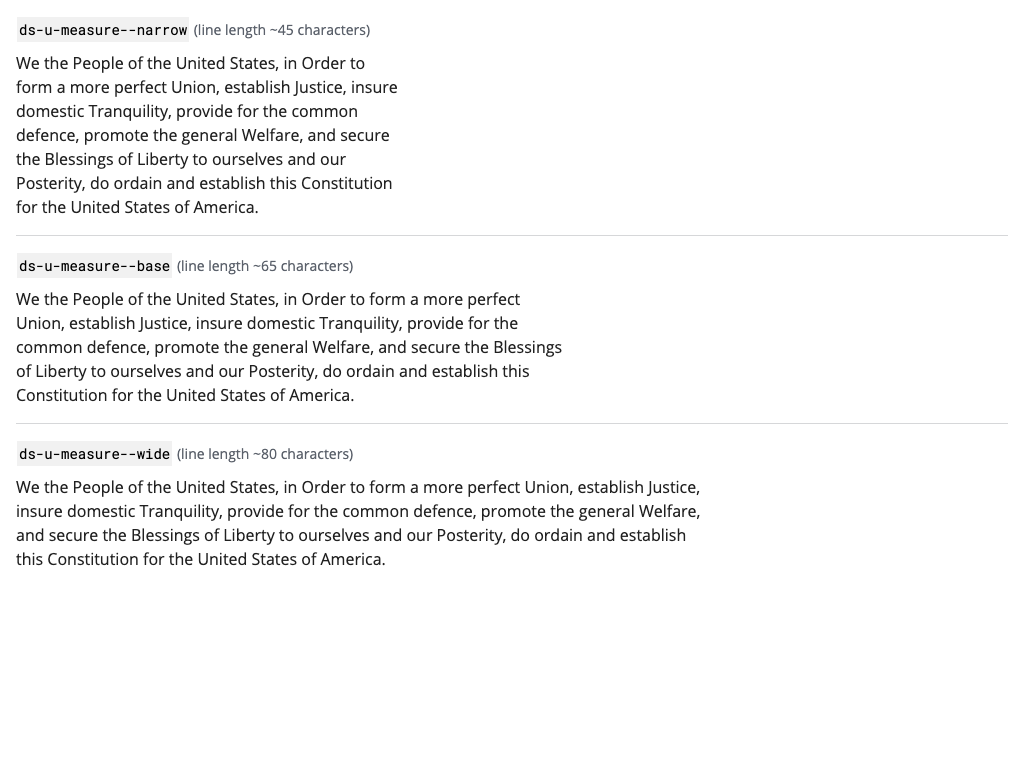 ds-u-measure--narrow (line length ~45 characters)
We the People of the United States, in Order to
form a more perfect Union, establish Justice, insure
domestic Tranquility, provide for the common
defence, promote the general Welfare, and secure
the Blessings of Liberty to ourselves and our
Posterity, do ordain and establish this Constitution
for the United States of America.
ds-u-measure--base (line length ~65 characters)
We the People of the United States, in Order to form a more perfect
Union, establish Justice, insure domestic Tranquility, provide for the
common defence, promote the general Welfare, and secure the Blessings
of Liberty to ourselves and our Posterity, do ordain and establish this
Constitution for the United States of America.
ds-u-measure--wide (line length ~80 characters)
We the People of the United States, in Order to form a more perfect Union, establish Justice,
insure domestic Tranquility, provide for the common defence, promote the general Welfare,
and secure the Blessings of Liberty to ourselves and our Posterity, do ordain and establish
this Constitution for the United States of America.